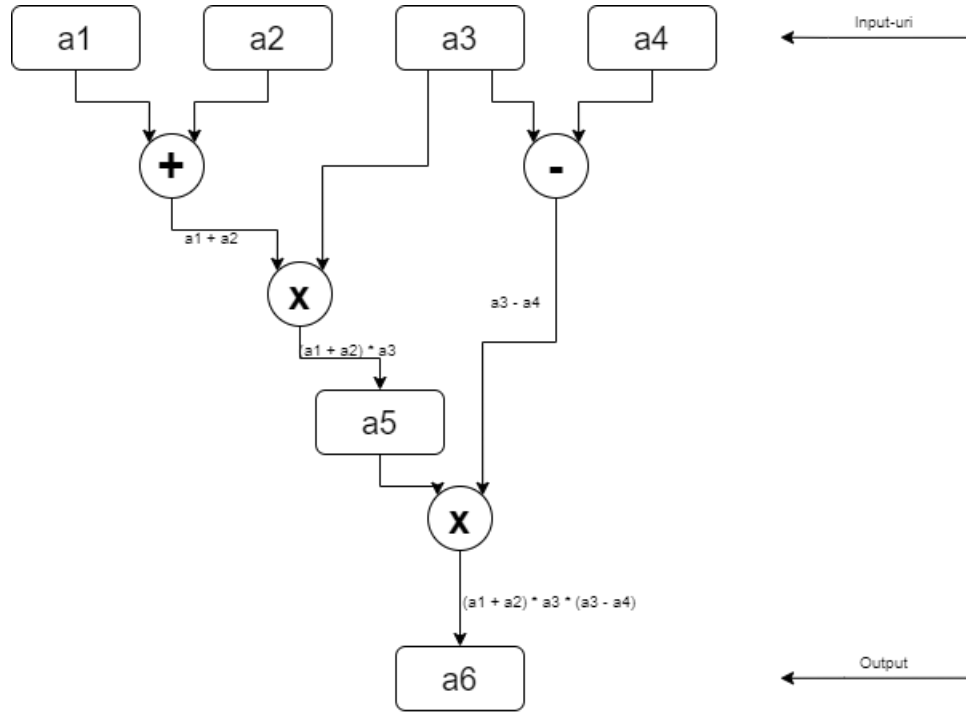 a1
a2
a3
a4
Input-uri
+
-
a1 + a2
x
a3 - a4
(a1 + a2) * a3
a5
x
(a1 + a2) * a3 * (a3 - a4)
a6
Output